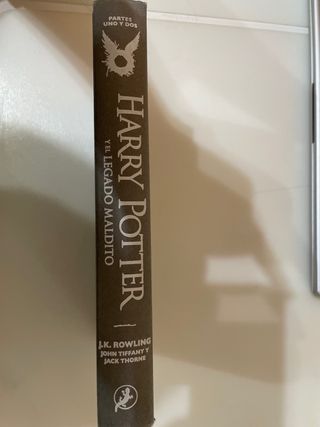 PARTES
UNO Y DOS
HARRY POTTER
Y EL LEGADO MALDITO
J.K. ROWLING
JOHN TIFFANY Y
JACK THORNE